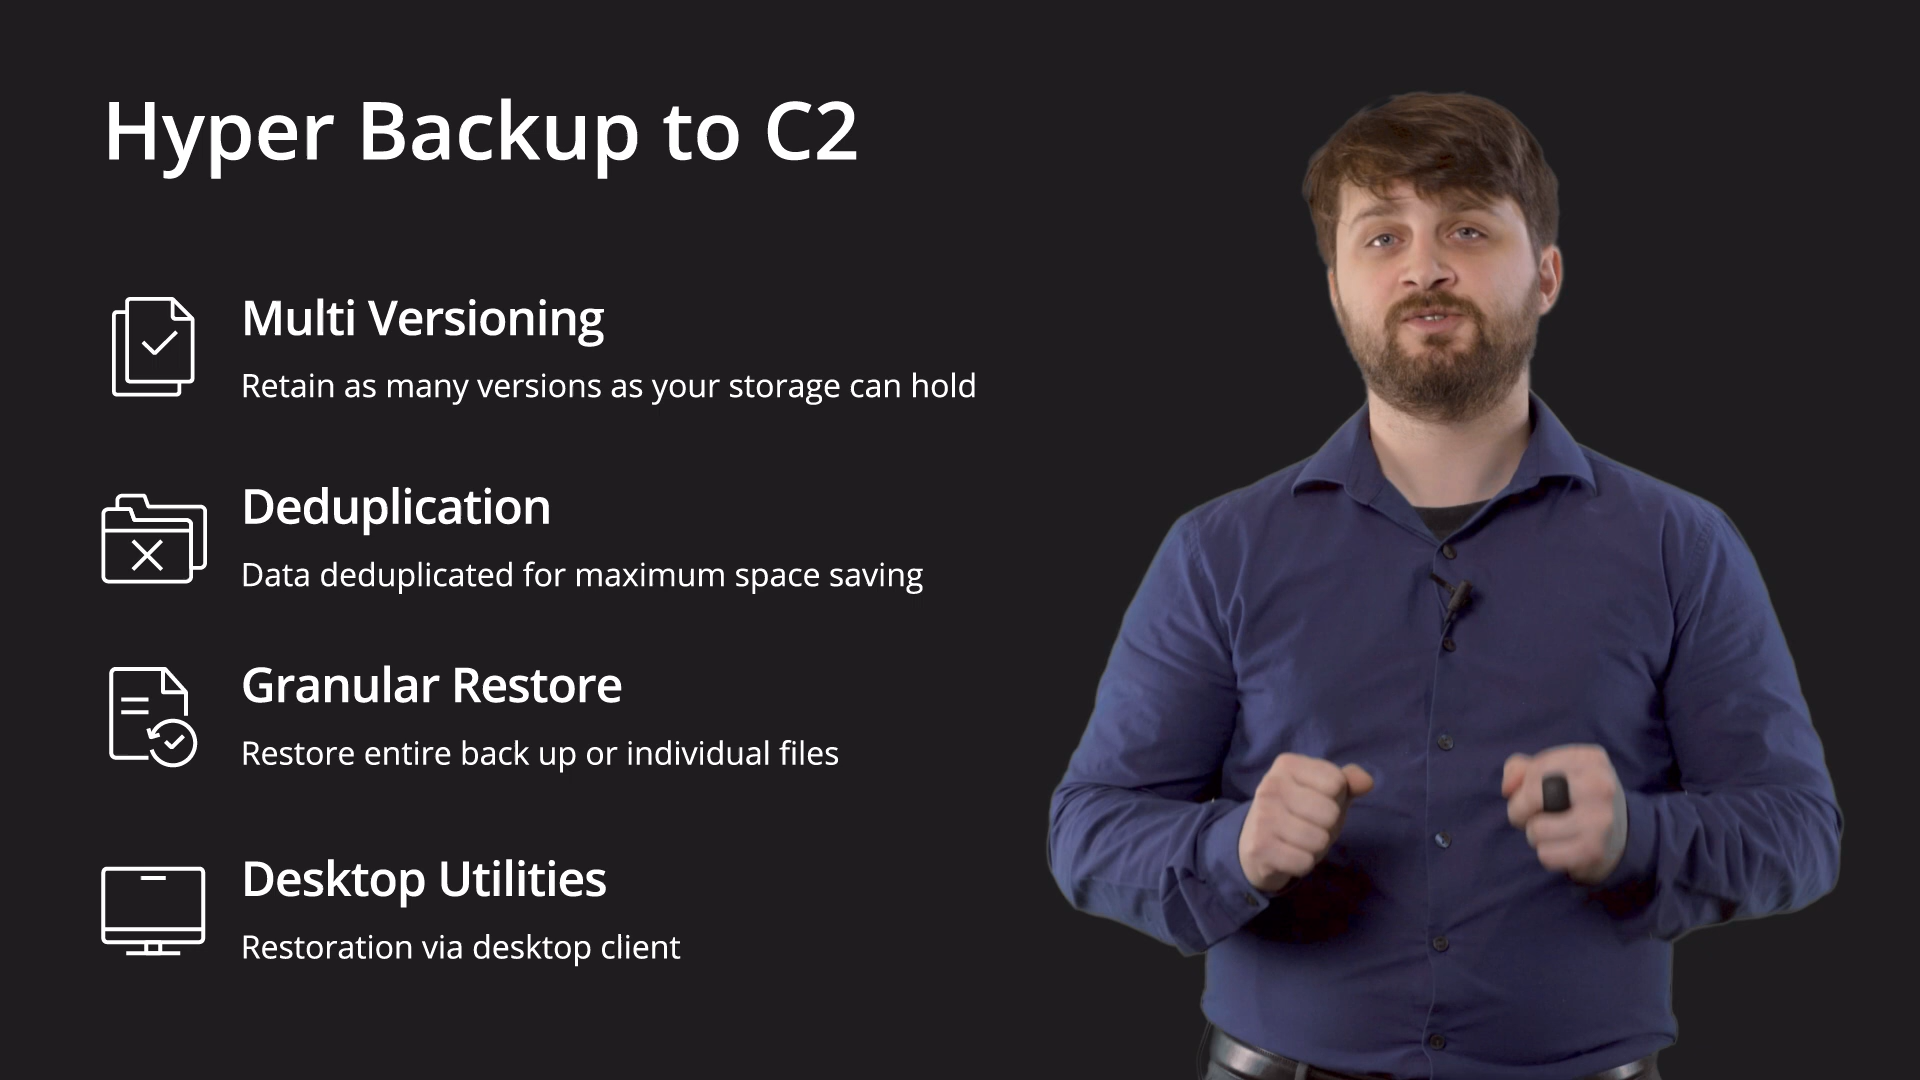 Hyper Backup to C2
Multi Versioning
Retain as many versions as your storage can hold
Deduplication
Data deduplicated for maximum space saving
Granular Restore
Restore entire back up or individual files
Desktop Utilities
Restoration via desktop client